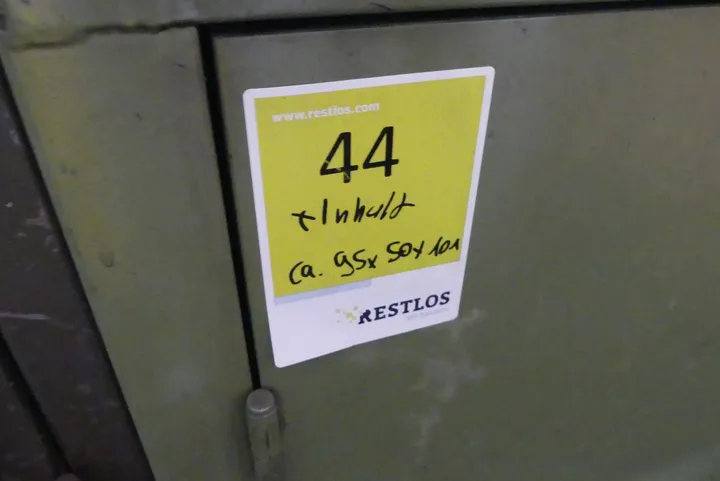 www.restlos.com
44
+Inhalt
ca. 95x 50x 101
RESTLOS